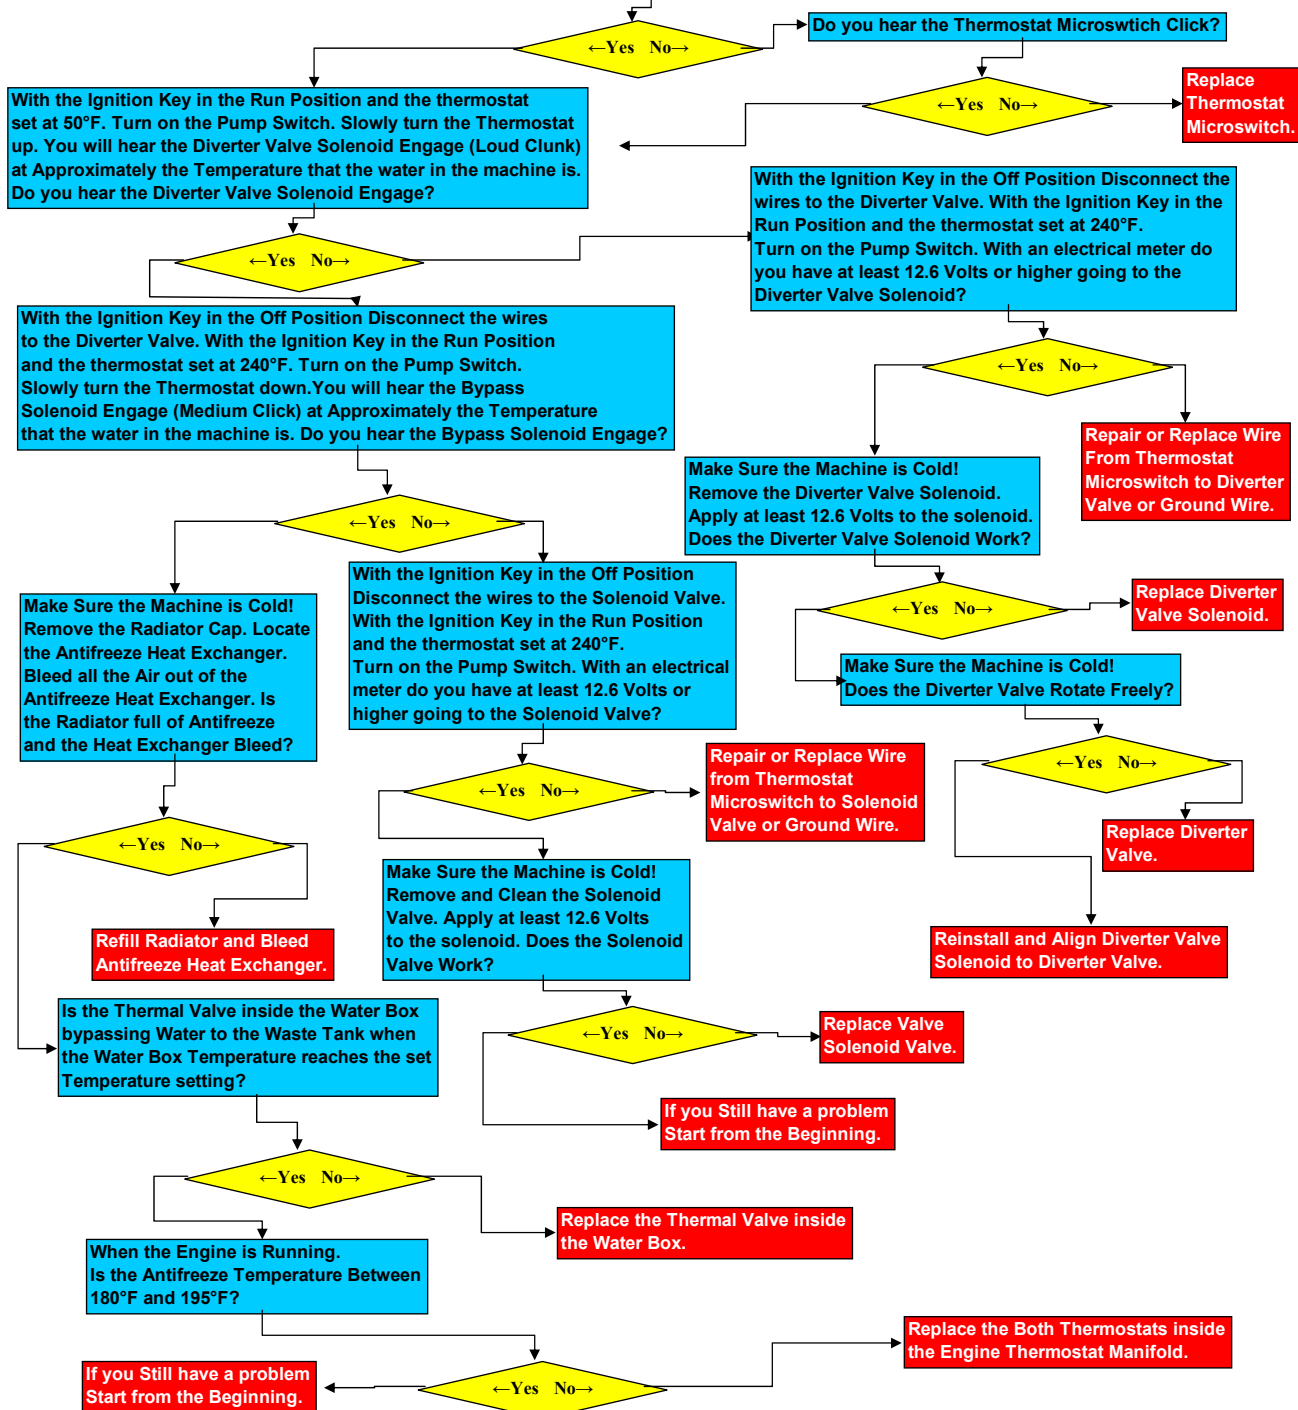 ←Yes No→
Do you hear the Thermostat Microswtich Click?
←Yes No→
Replace
Thermostat
Microswitch.
With the Ignition Key in the Run Position and the thermostat
set at 50°F. Turn on the Pump Switch. Slowly turn the Thermostat
up. You will hear the Diverter Valve Solenoid Engage (Loud Clunk)
at Approximately the Temperature that the water in the machine is.
Do you hear the Diverter Valve Solenoid Engage?
←Yes No→
With the Ignition Key in the Off Position Disconnect the
wires to the Diverter Valve. With the Ignition Key in the
Run Position and the thermostat set at 240°F.
Turn on the Pump Switch. With an electrical meter do
you have at least 12.6 Volts or higher going to the
Diverter Valve Solenoid?
←Yes No→
With the Ignition Key in the Off Position Disconnect the wires
to the Diverter Valve. With the Ignition Key in the Run Position
and the thermostat set at 240°F. Turn on the Pump Switch.
Slowly turn the Thermostat down.You will hear the Bypass
Solenoid Engage (Medium Click) at Approximately the Temperature
that the water in the machine is. Do you hear the Bypass Solenoid Engage?
←Yes No→
Repair or Replace Wire
From Thermostat
Microswitch to Diverter
Valve or Ground Wire.
Make Sure the Machine is Cold!
Remove the Diverter Valve Solenoid.
Apply at least 12.6 Volts to the solenoid.
Does the Diverter Valve Solenoid Work?
←Yes No→
Replace Diverter
Valve Solenoid.
With the Ignition Key in the Off Position
Disconnect the wires to the Solenoid Valve.
With the Ignition Key in the Run Position
and the thermostat set at 240°F.
Turn on the Pump Switch. With an electrical
meter do you have at least 12.6 Volts or
higher going to the Solenoid Valve?
Make Sure the Machine is Cold!
Remove the Radiator Cap. Locate
the Antifreeze Heat Exchanger.
Bleed all the Air out of the
Antifreeze Heat Exchanger. Is
the Radiator full of Antifreeze
and the Heat Exchanger Bleed?
Make Sure the Machine is Cold!
Does the Diverter Valve Rotate Freely?
←Yes No→
←Yes No→
Repair or Replace Wire
from Thermostat
Microswitch to Solenoid
Valve or Ground Wire.
Replace Diverter
Valve.
←Yes No→
Make Sure the Machine is Cold!
Remove and Clean the Solenoid
Valve. Apply at least 12.6 Volts
to the solenoid. Does the Solenoid
Valve Work?
Refill Radiator and Bleed
Antifreeze Heat Exchanger.
Reinstall and Align Diverter Valve
Solenoid to Diverter Valve.
Is the Thermal Valve inside the Water Box
bypassing Water to the Waste Tank when
the Water Box Temperature reaches the set
Temperature setting?
←Yes No→
Replace Valve
Solenoid Valve.
If you Still have a problem
Start from the Beginning.
←Yes No→
Replace the Thermal Valve inside
the Water Box.
When the Engine is Running.
Is the Antifreeze Temperature Between
180°F and 195°F?
Replace the Both Thermostats inside
the Engine Thermostat Manifold.
If you Still have a problem
Start from the Beginning.
←Yes No→